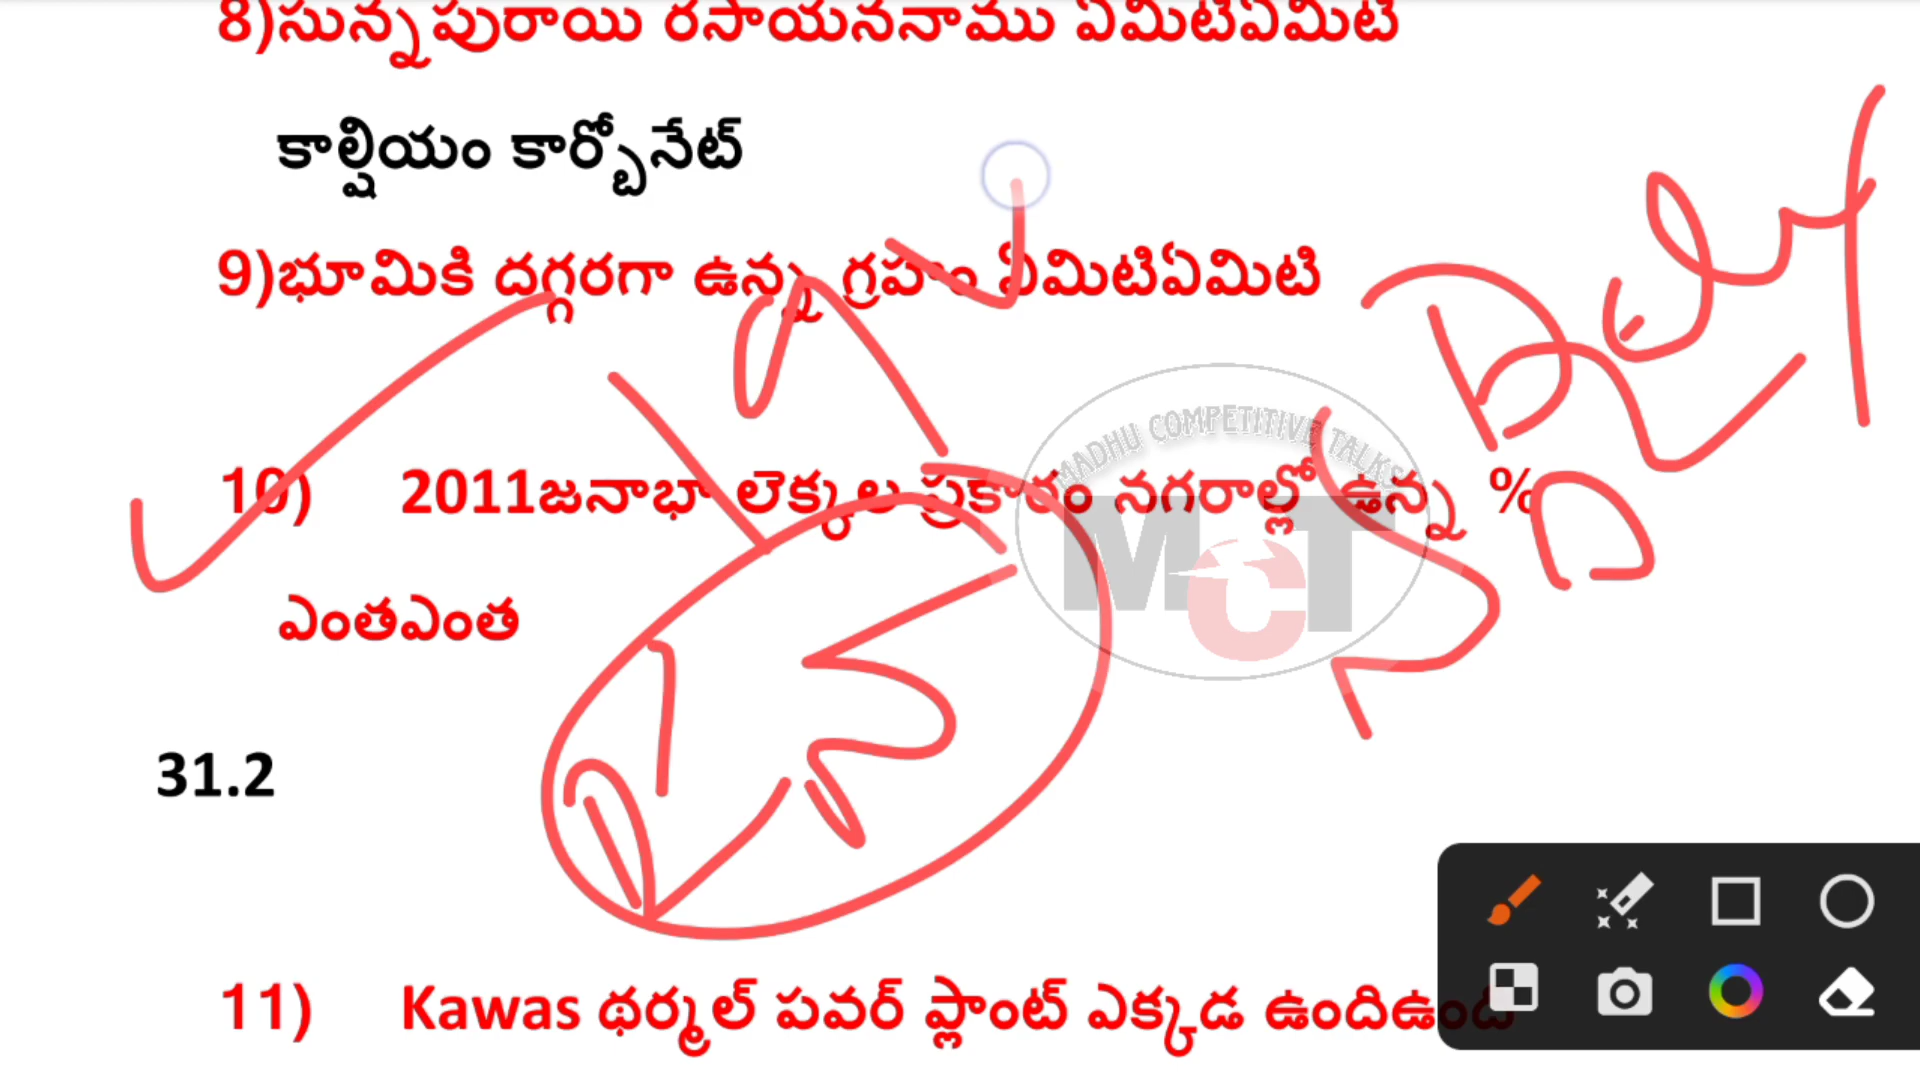 8)సున్నపురాయి రసాయననాము ఏమిటిఏమిటి
కాల్షియం కార్బోనేట్
9)భూమికి దగ్గరగా ఉన్న గ్రహం ఏమిటిఏమిటి
MADHU COMPETITIVE TALKS
10) 2011జనాభా లెక్కల ప్రకారం నగరాల్లో ఉన్న %
MCT
ఎంతఎంత
31.2
11) Kawas థర్మల్ పవర్ ప్లాంట్ ఎక్కడ ఉందిఉంది